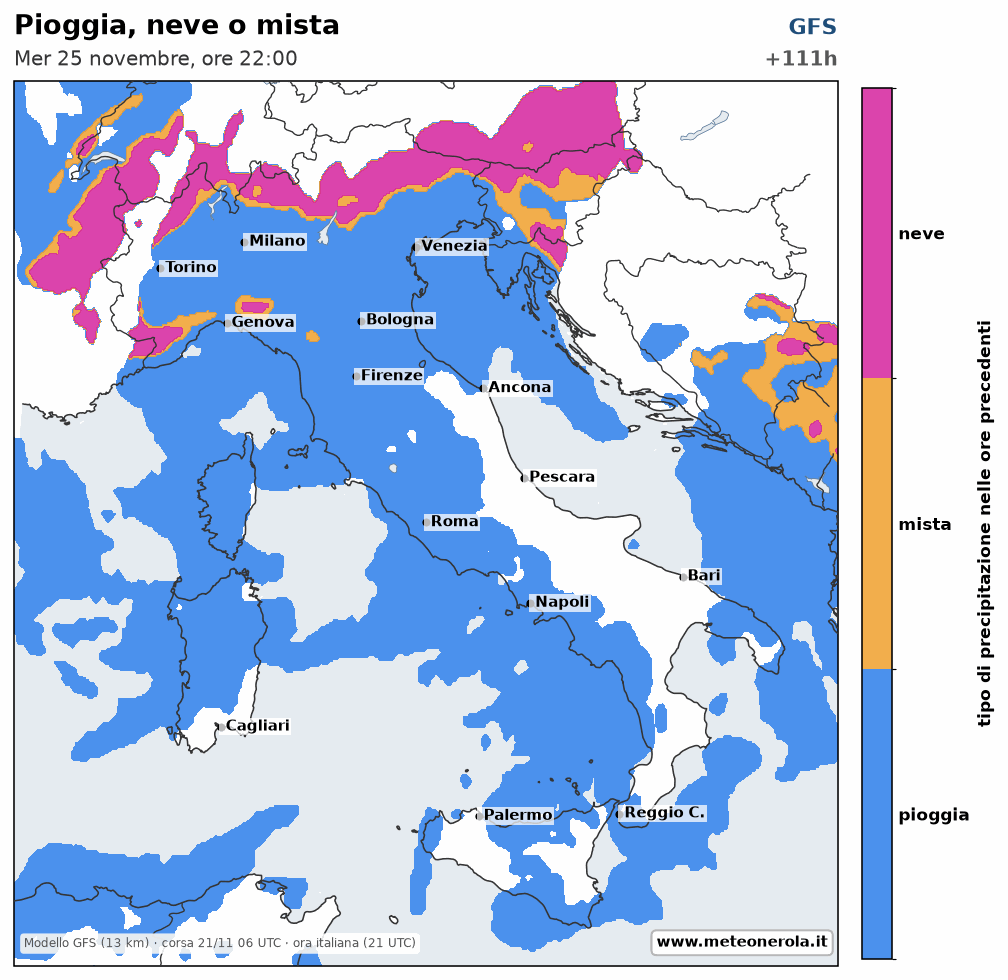 Pioggia, neve o mista
GFS
Mer 25 novembre, ore 22:00
+111h
neve
mista
pioggia
tipo di precipitazione nelle ore precedenti
Milano
Venezia
Torino
Genova
Bologna
Firenze
Ancona
Pescara
Roma
Bari
Napoli
Cagliari
Palermo
Reggio C.
Modello GFS (13 km) · corsa 21/11 06 UTC · ora italiana (21 UTC)
www.meteonerola.it